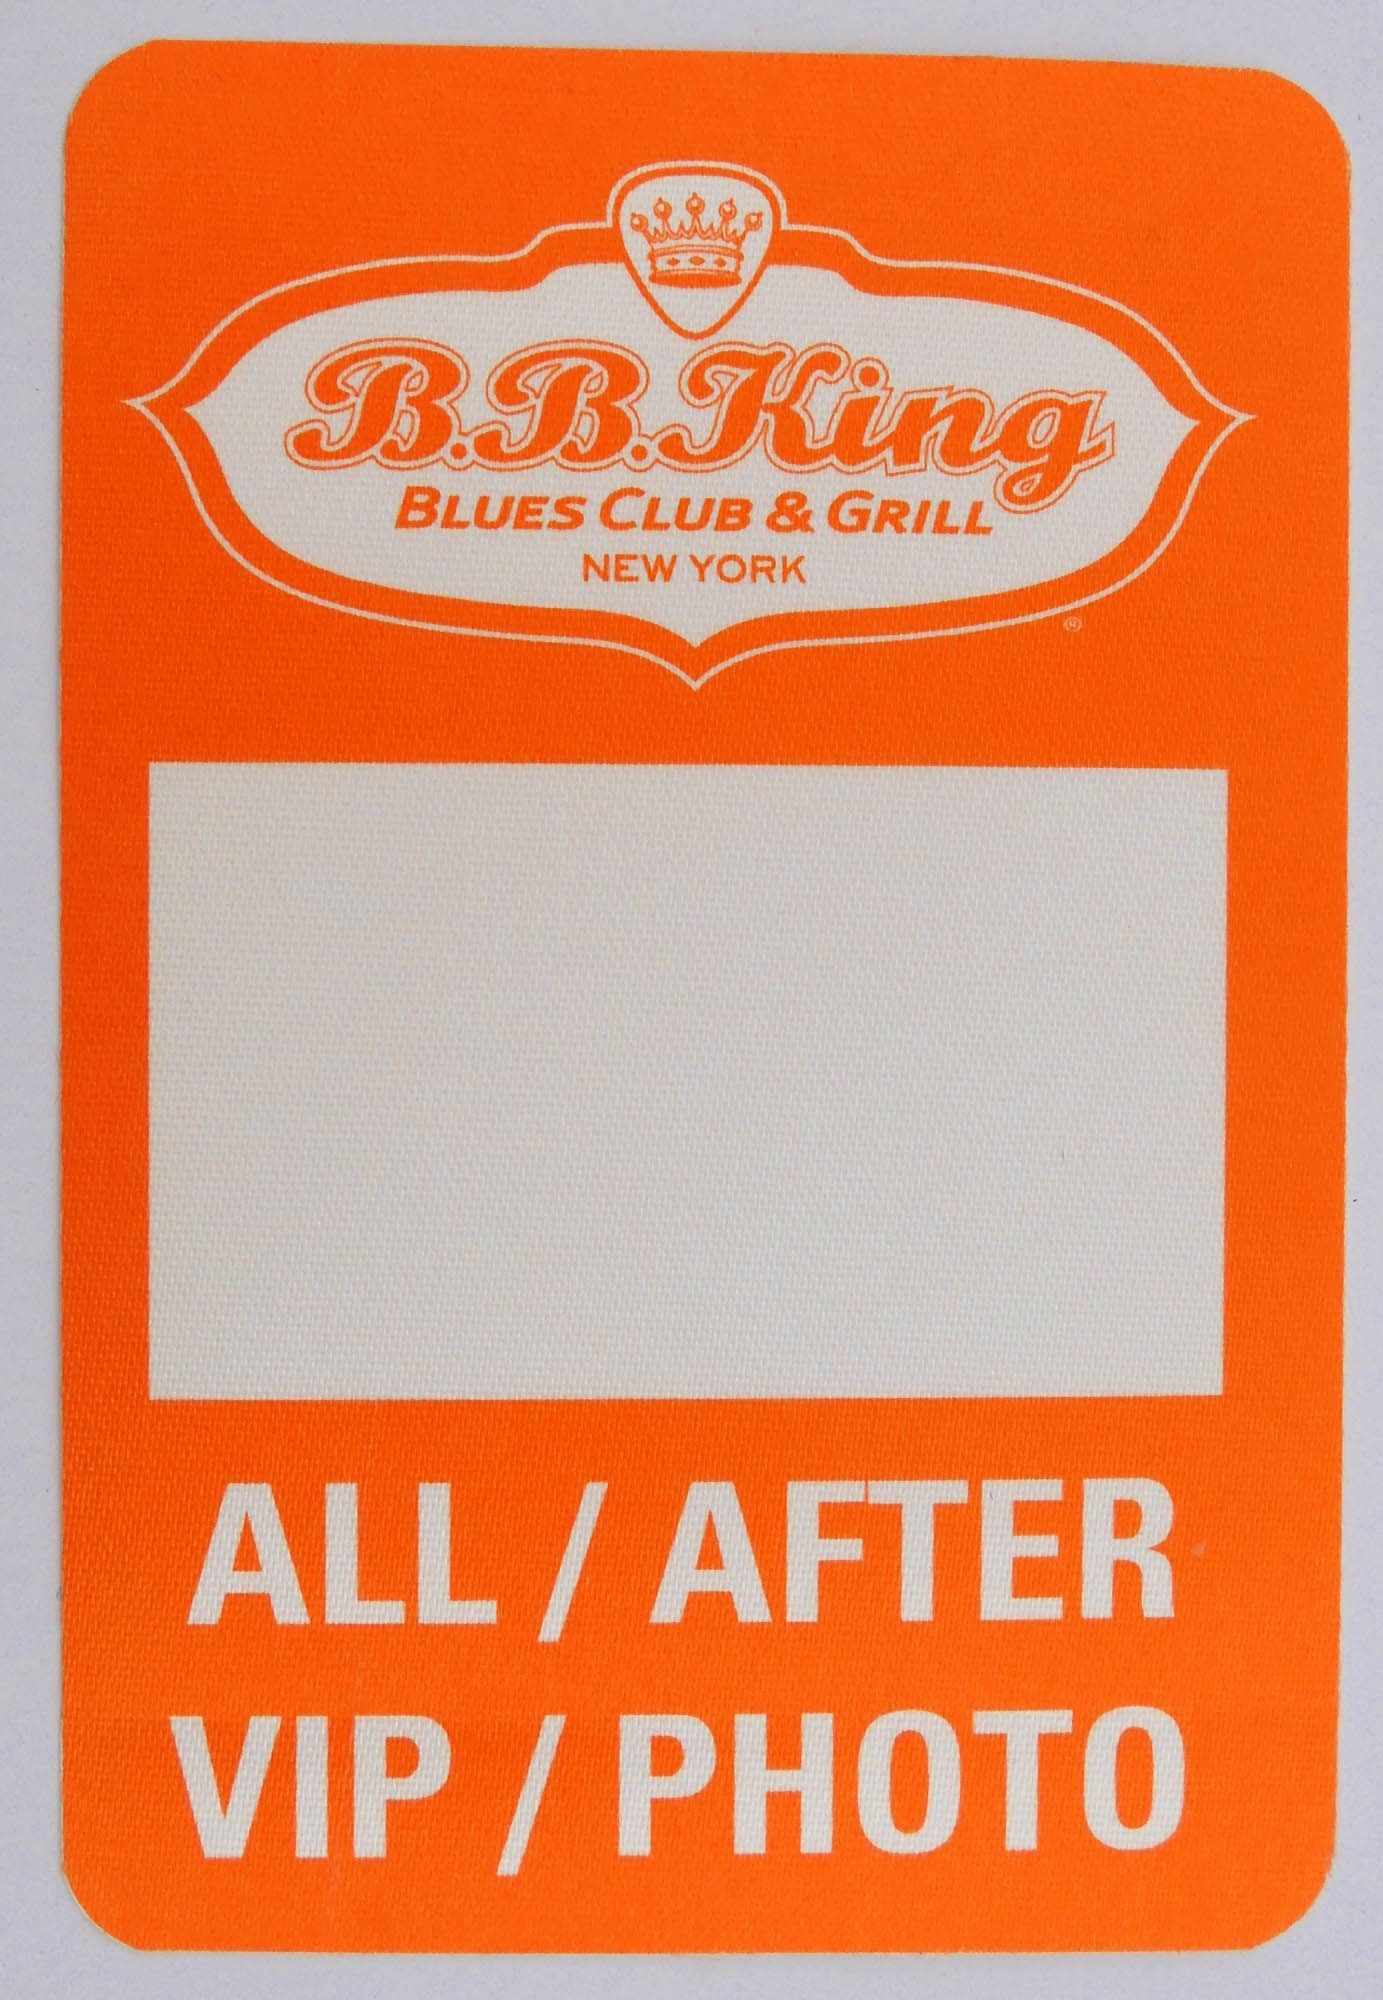 B.B. King
BLUES CLUB & GRILL
NEW YORK
®
ALL / AFTER
VIP / PHOTO